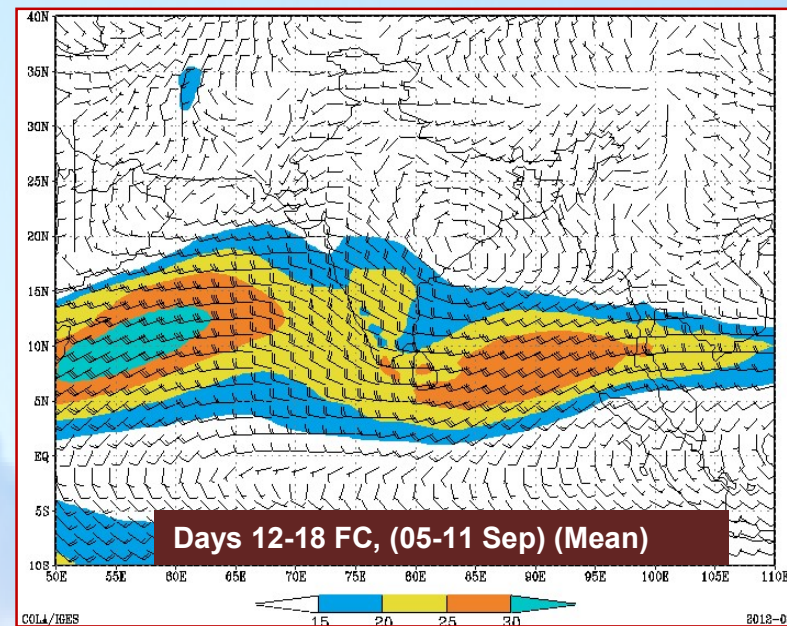 40N
35N
30N
25N
20N
15N
10N
5N
EQ
5S
10S
Days 12-18 FC, (05-11 Sep) (Mean)
50E 55E 60E 65E 70E 75E 80E 85E 90E 95E 100E 105E 110E
15 20 25 30
COLA/IGES 2012-0